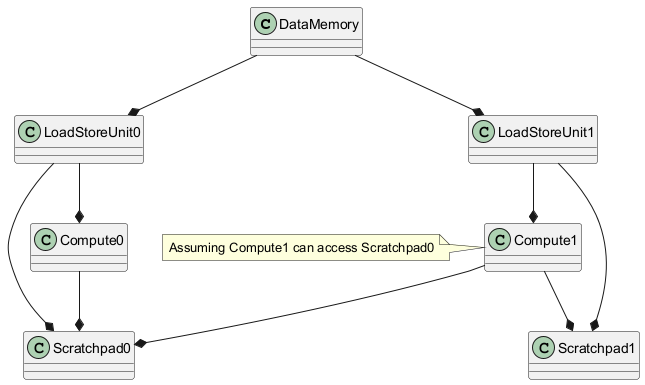 C DataMemory
C LoadStoreUnit0
C LoadStoreUnit1
C Compute0
Assuming Compute1 can access Scratchpad0
C Compute1
C Scratchpad0
C Scratchpad1